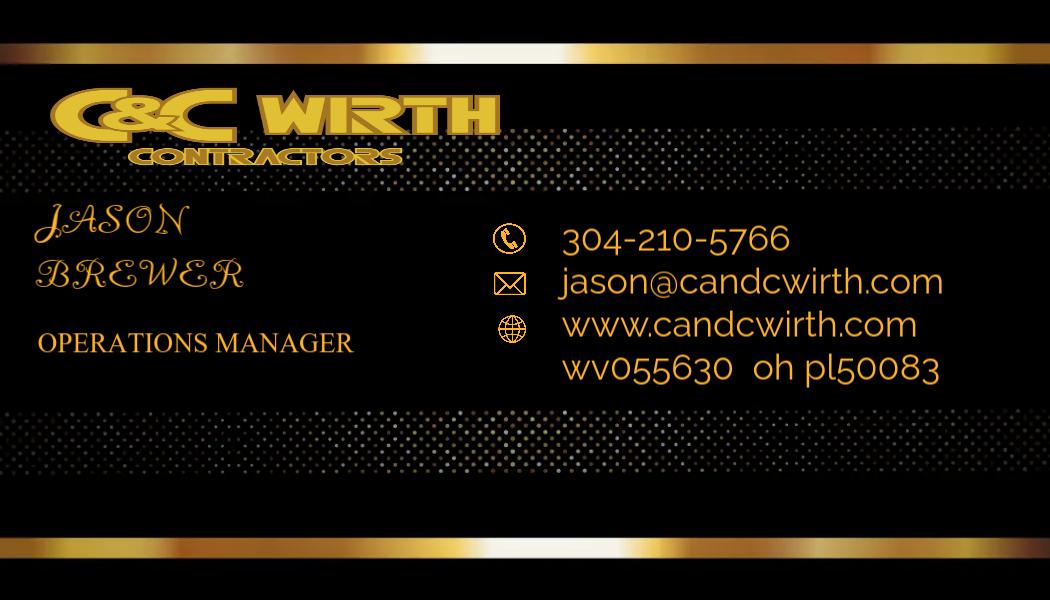 C&C WIRTH
CONTRACTORS
JASON
BREWER
OPERATIONS MANAGER
304-210-5766
jason@candcwirth.com
www.candcwirth.com
wv055630 oh pl50083